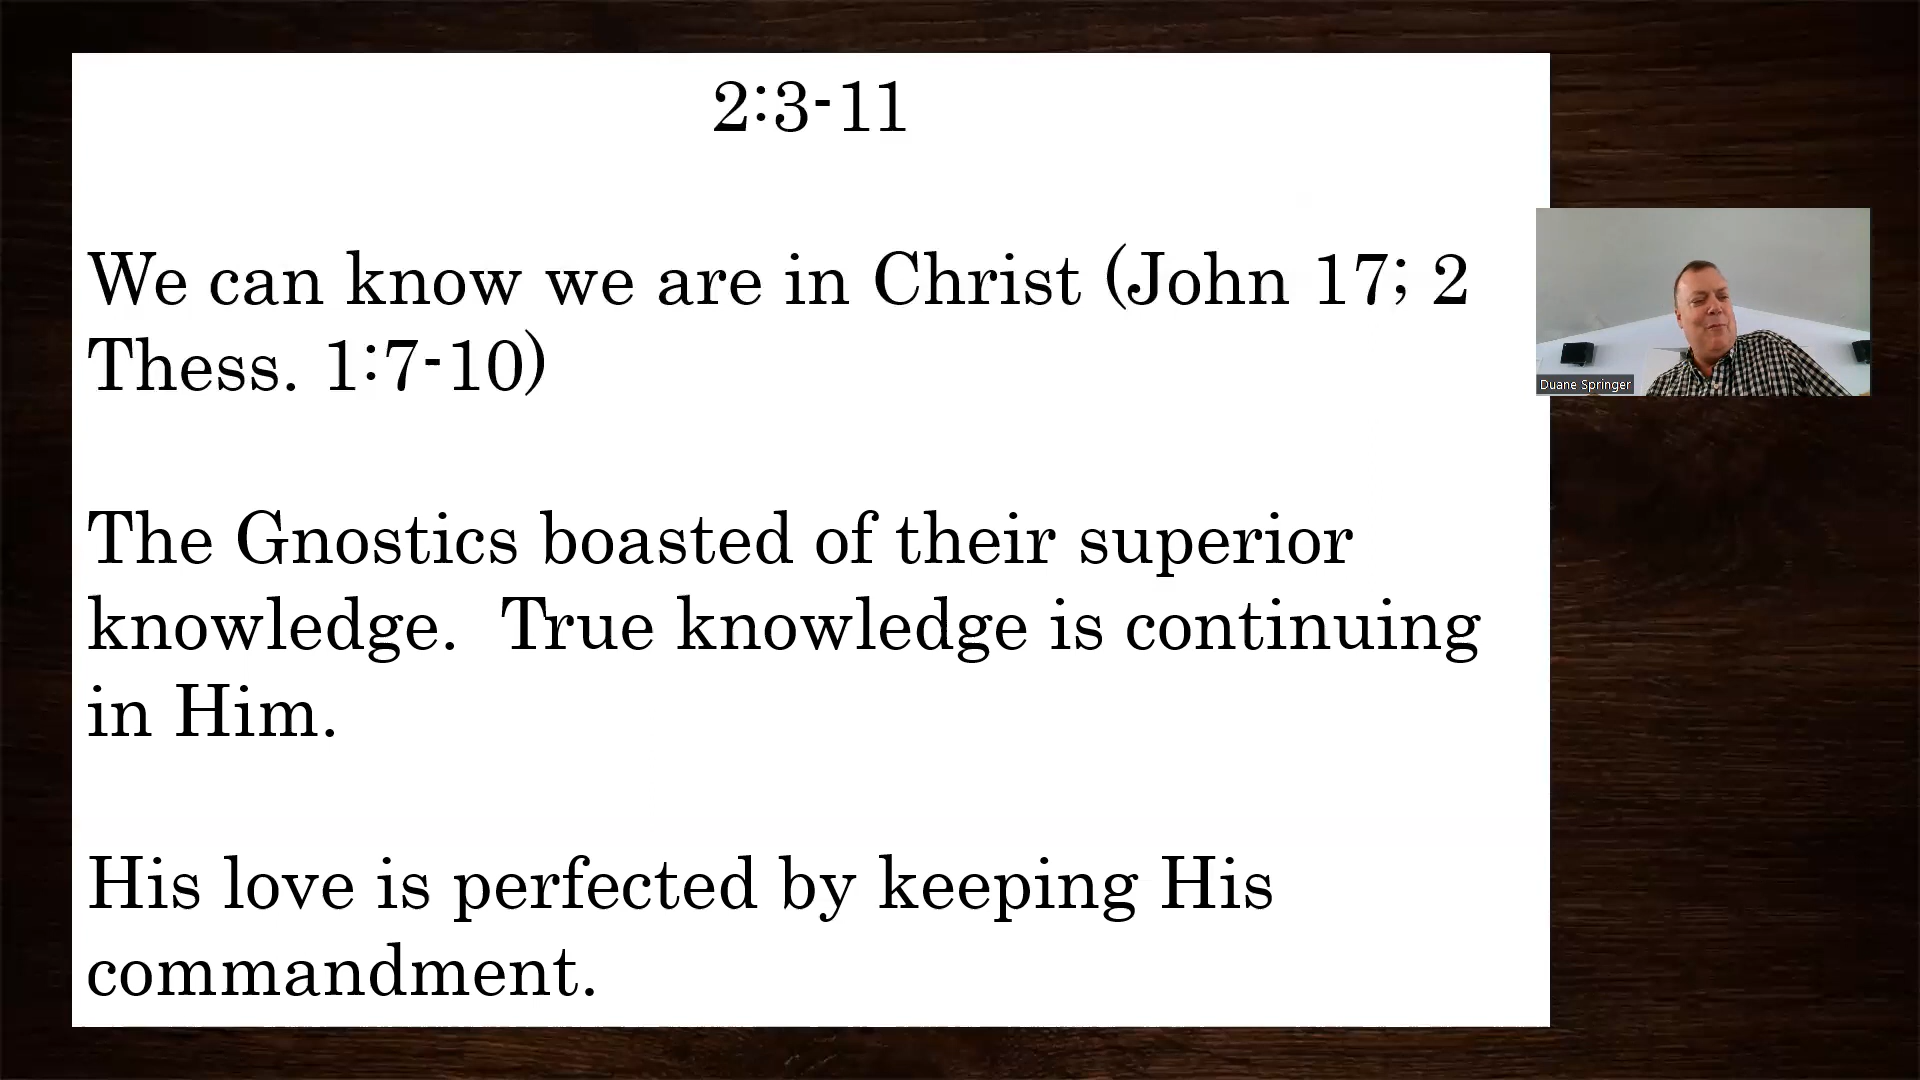 2:3-11
We can know we are in Christ (John 17; 2
Thess. 1:7-10)
The Gnostics boasted of their superior
knowledge.  True knowledge is continuing
in Him.
His love is perfected by keeping His
commandment.
Duane Springer